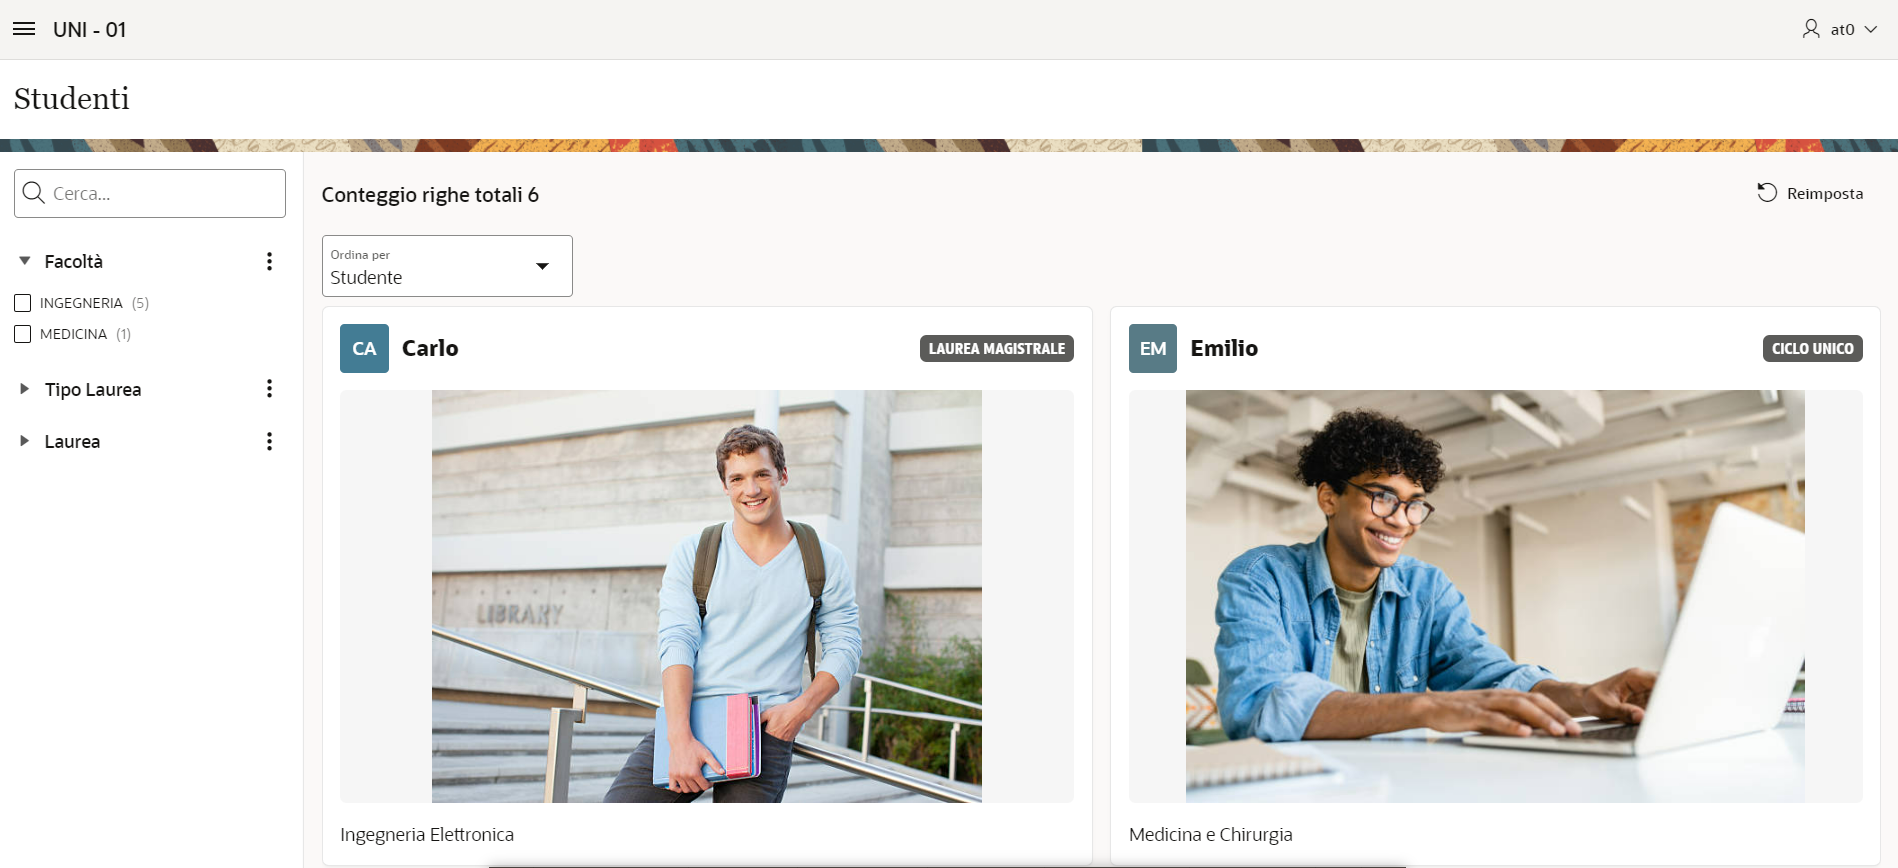 UNI - 01
at0
Studenti
Cerca...
Facoltà
INGEGNERIA (5)
MEDICINA (1)
Tipo Laurea
Laurea
Conteggio righe totali 6
Reimposta
Ordina per
Studente
CA Carlo LAUREA MAGISTRALE
LIBRARY
Ingegneria Elettronica
EM Emilio CICLO UNICO
Medicina e Chirurgia